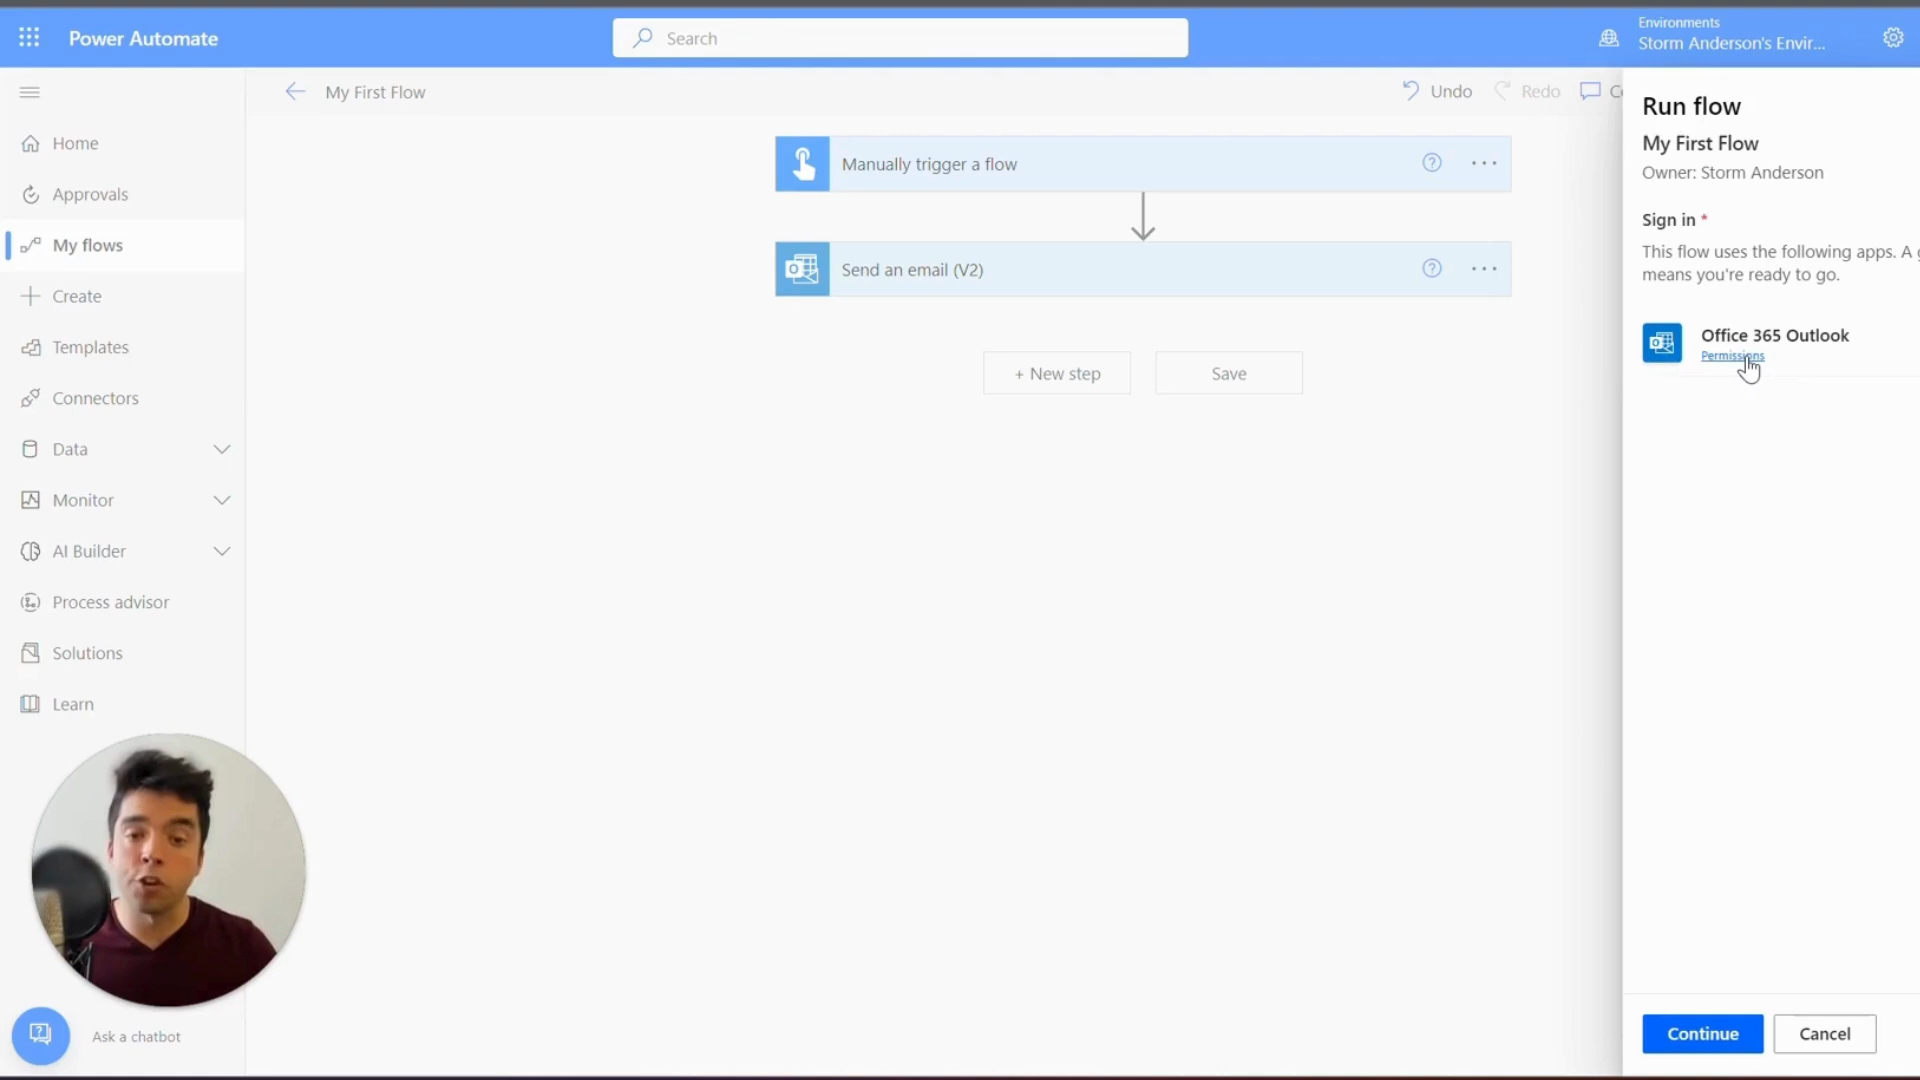 Power Automate
Search
Environments
Storm Anderson's Envir...
My First Flow
Undo
Redo
Home
Approvals
My flows
Create
Templates
Connectors
Data
Monitor
AI Builder
Process advisor
Solutions
Learn
Ask a chatbot
Manually trigger a flow
Send an email (V2)
+ New step
Save
Run flow
My First Flow
Owner: Storm Anderson
Sign in *
This flow uses the following apps. A
means you're ready to go.
Office 365 Outlook
Permissions
Continue
Cancel